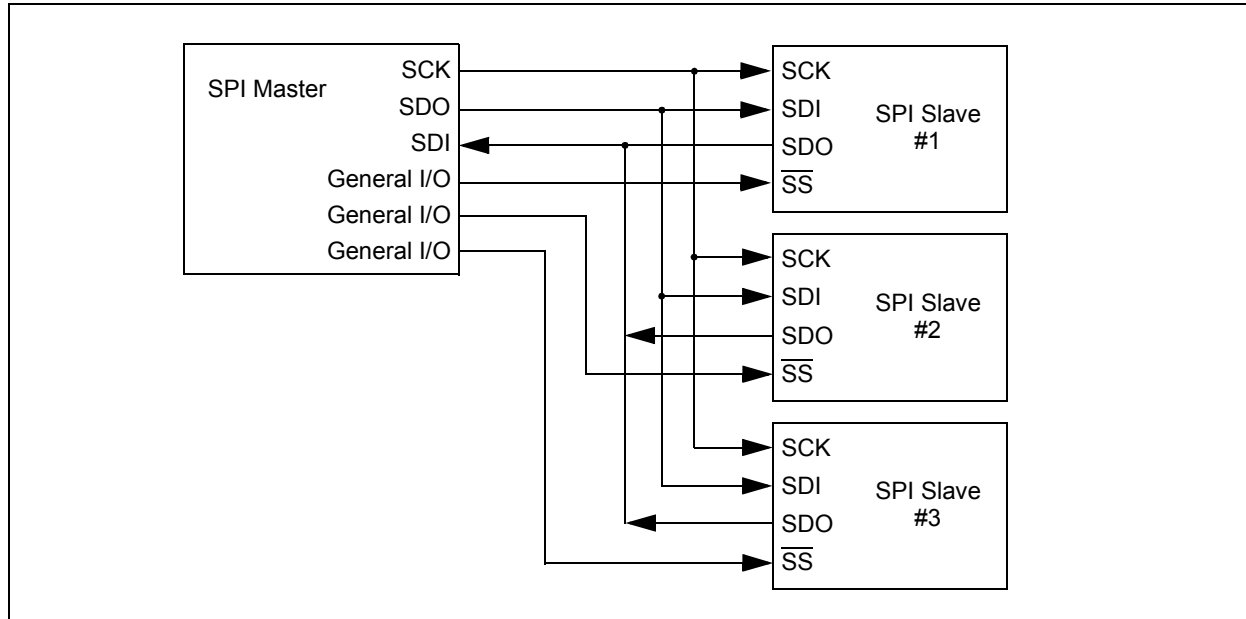 SPI Master
SCK
SDO
SDI
General I/O
General I/O
General I/O
SCK
SDI
SDO
SS
SPI Slave
#1
SCK
SDI
SDO
SS
SPI Slave
#2
SCK
SDI
SDO
SS
SPI Slave
#3